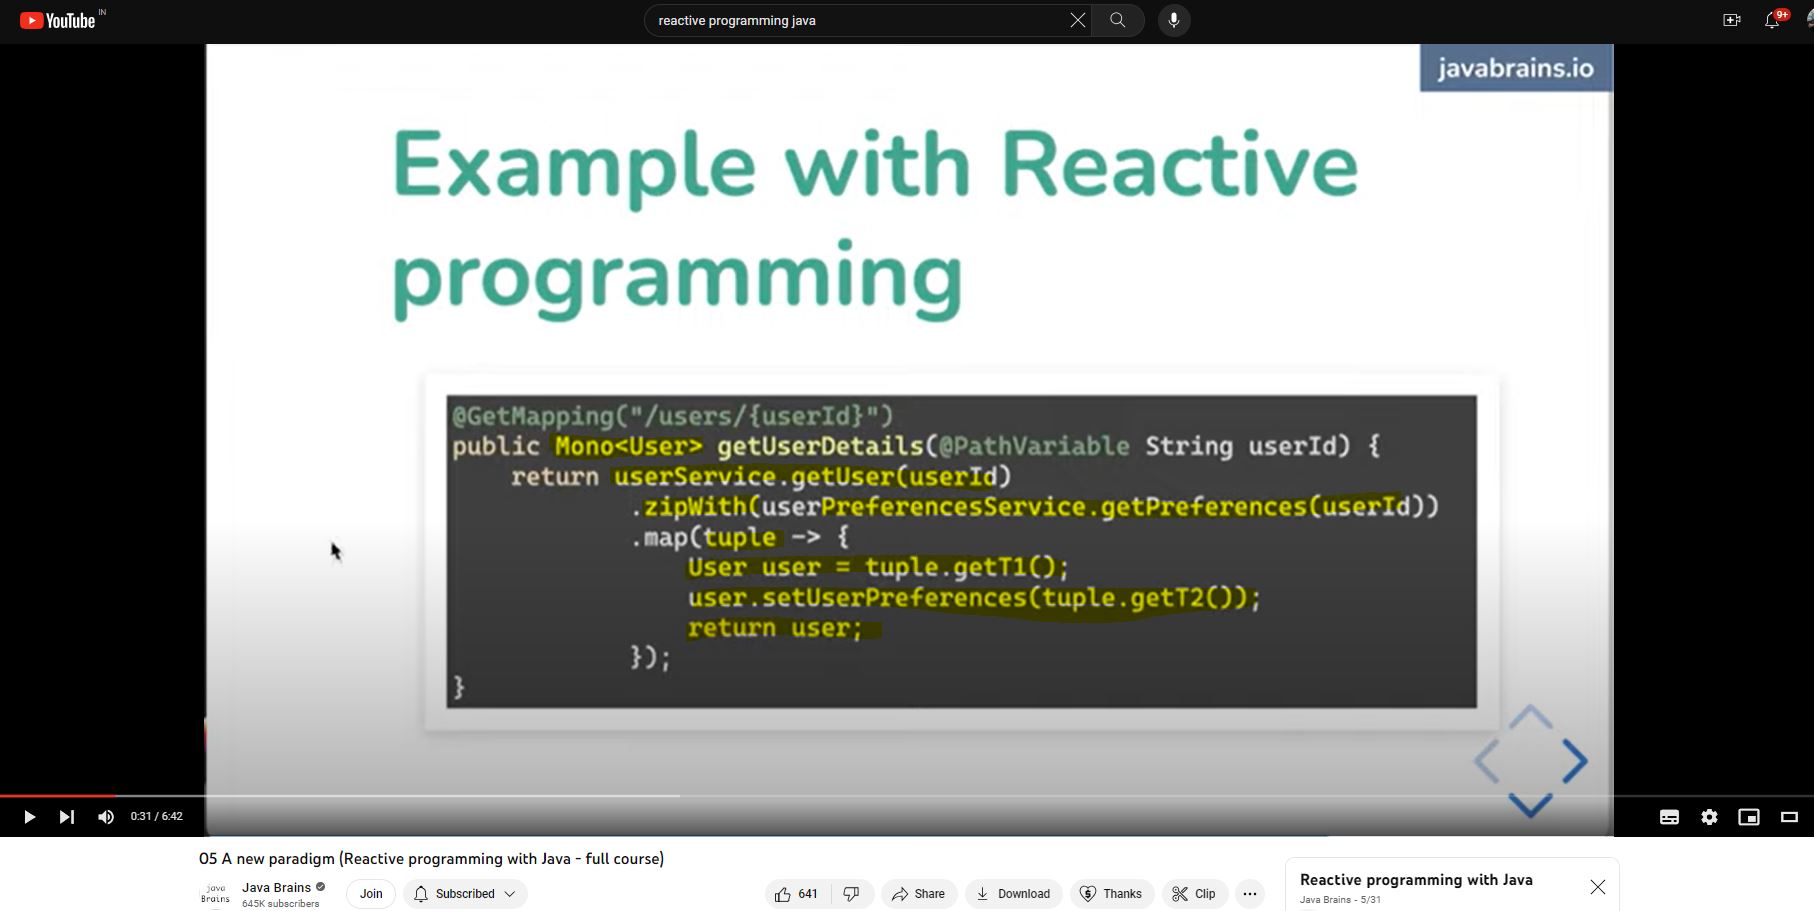 YouTube IN
reactive programming java
9+
javabrains.io
Example with Reactive
programming
@GetMapping("/users/{userId}")
public Mono<User> getUserDetails(@PathVariable String userId) {
    return userService.getUser(userId)
            .zipWith(userPreferencesService.getPreferences(userId))
            .map(tuple -> {
                User user = tuple.getT1();
                user.setUserPreferences(tuple.getT2());
                return user;
            });
}
0:31 / 6:42
05 A new paradigm (Reactive programming with Java - full course)
java
Brains
Java Brains
645K subscribers
Join
Subscribed
641
Share
Download
Thanks
Clip
Reactive programming with Java
Java Brains - 5/31